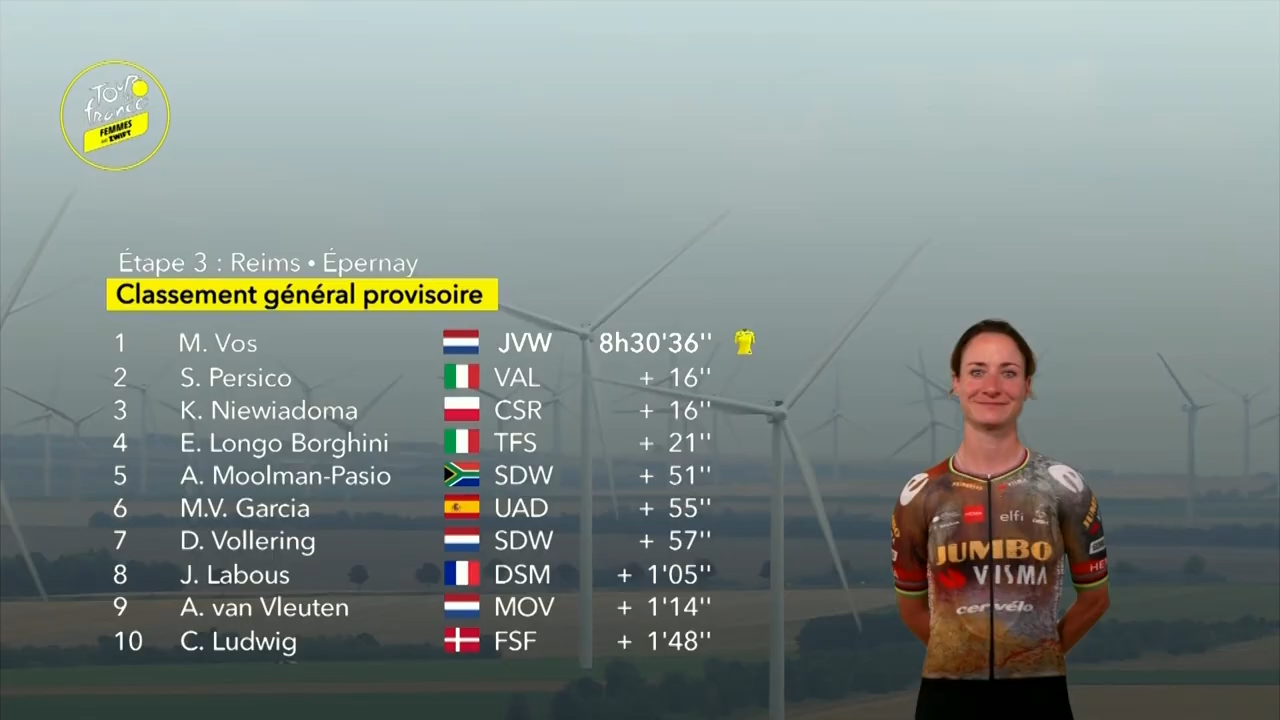 TOUR
de
france
FEMMES
avec ZWIFT
Étape 3 : Reims • Épernay
Classement général provisoire
1 M. Vos JVW 8h30'36''
2 S. Persico VAL + 16''
3 K. Niewiadoma CSR + 16''
4 E. Longo Borghini TFS + 21''
5 A. Moolman-Pasio SDW + 51''
6 M.V. Garcia UAD + 55''
7 D. Vollering SDW + 57''
8 J. Labous DSM + 1'05''
9 A. van Vleuten MOV + 1'14''
10 C. Ludwig FSF + 1'48''
elfi
JUMBO
VISMA
cervélo